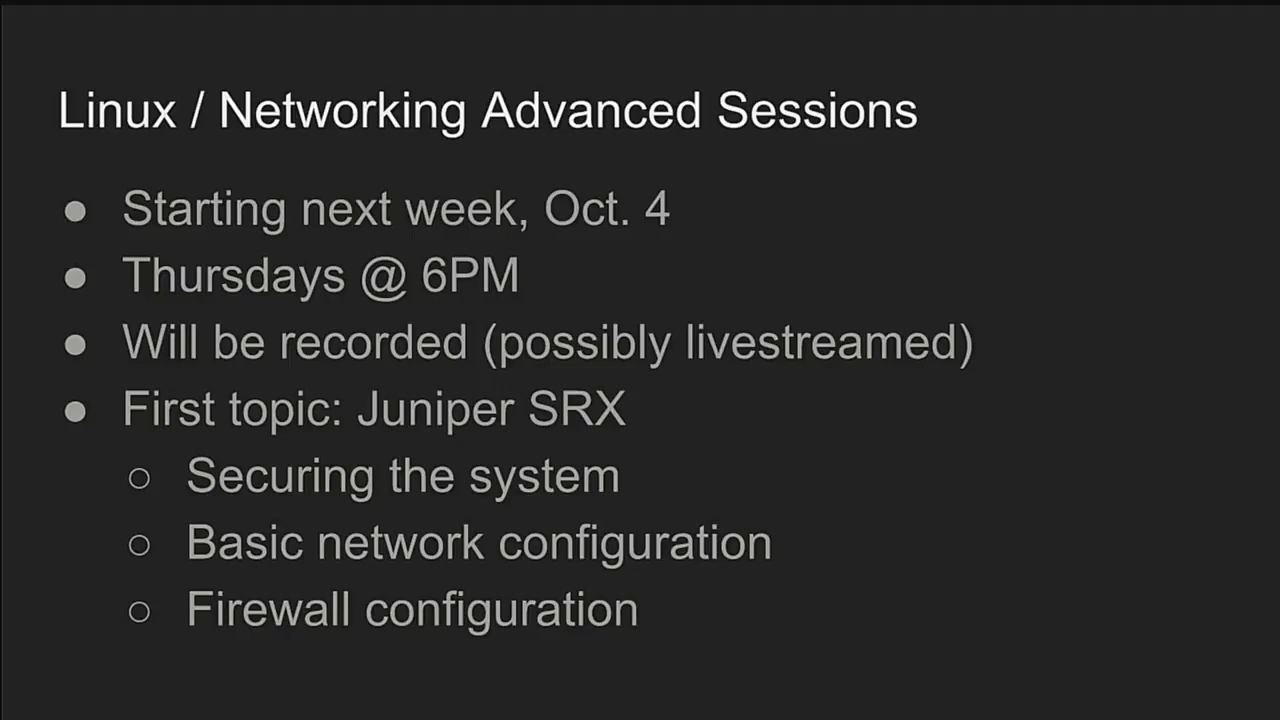 Linux / Networking Advanced Sessions
● Starting next week, Oct. 4
● Thursdays @ 6PM
● Will be recorded (possibly livestreamed)
● First topic: Juniper SRX
○ Securing the system
○ Basic network configuration
○ Firewall configuration